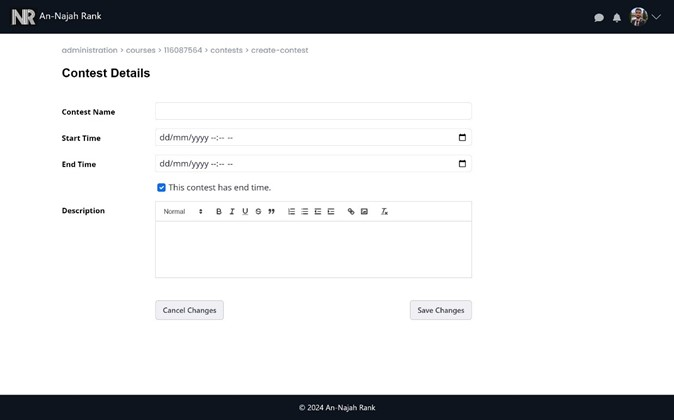 NR An-Najah Rank
administration > courses > 116087564 > contests > create-contest
Contest Details
Contest Name
Start Time
dd/mm/yyyy --:-- --
End Time
dd/mm/yyyy --:-- --
This contest has end time.
Description
Normal B I U S
Cancel Changes Save Changes
© 2024 An-Najah Rank